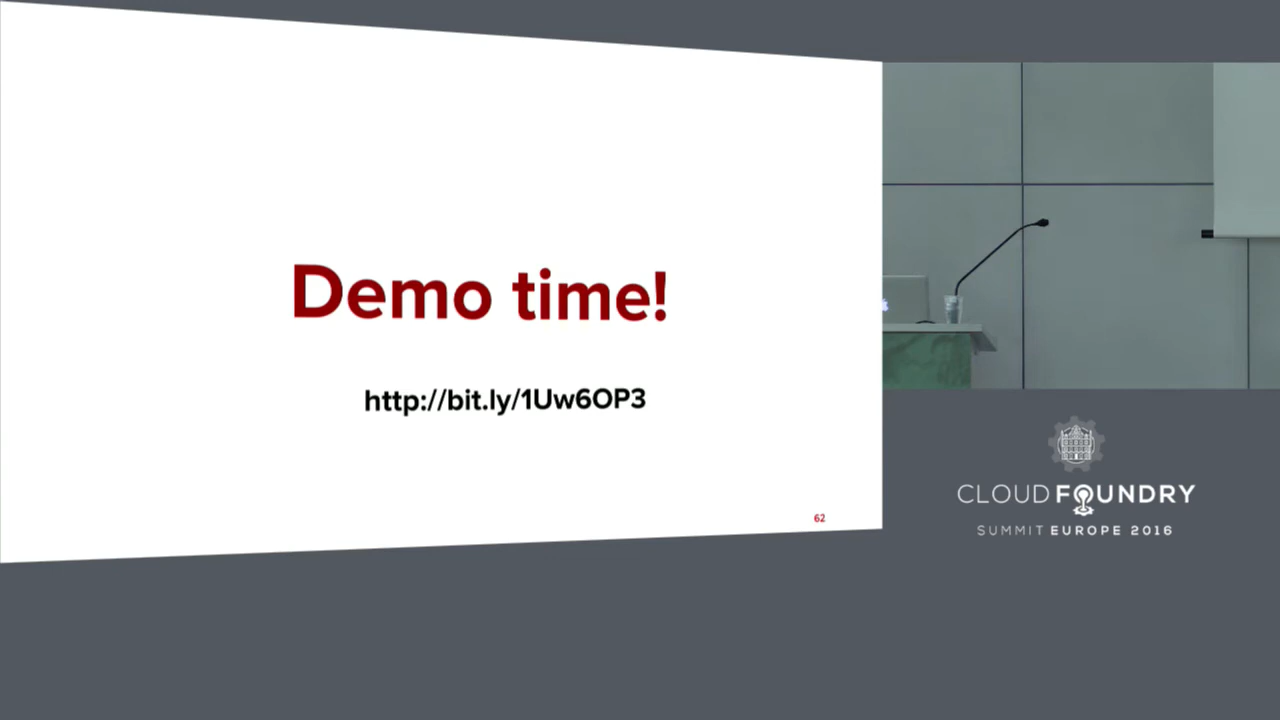 Demo time!
http://bit.ly/1Uw6OP3
62
CLOUD FOUNDRY
SUMMIT EUROPE 2016